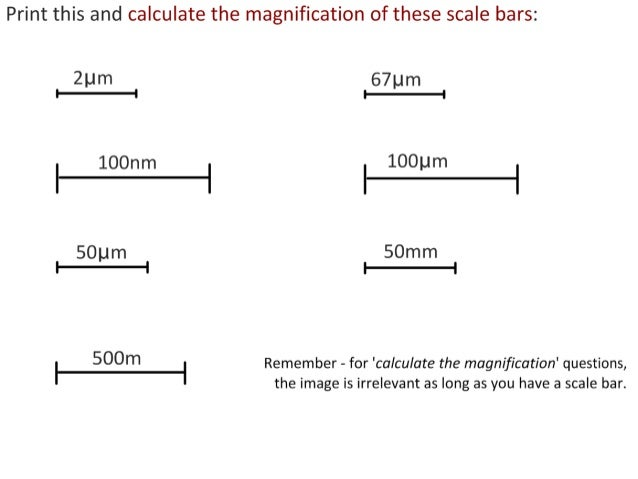 Print this and calculate the magnification of these scale bars:
2µm
67µm
100nm
100µm
50µm
50mm
500m
Remember - for 'calculate the magnification' questions,
the image is irrelevant as long as you have a scale bar.